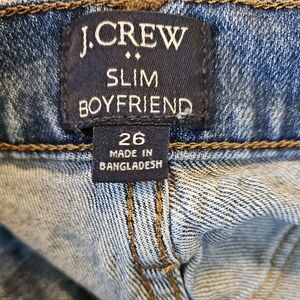 J.CREW
SLIM
BOYFRIEND
26
MADE IN
BANGLADESH